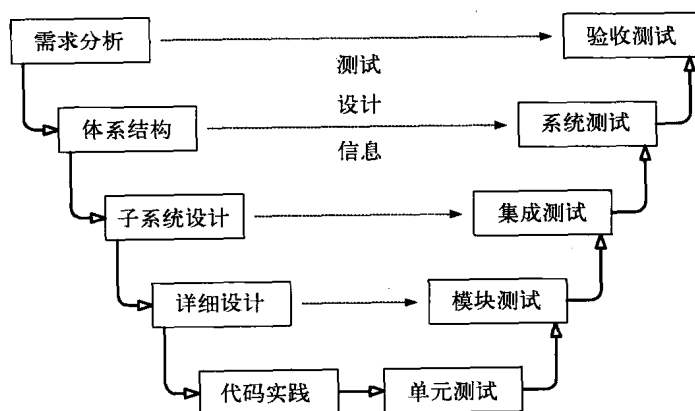 需求分析
验收测试
测试
设计
体系结构
系统测试
信息
子系统设计
集成测试
详细设计
模块测试
代码实践
单元测试